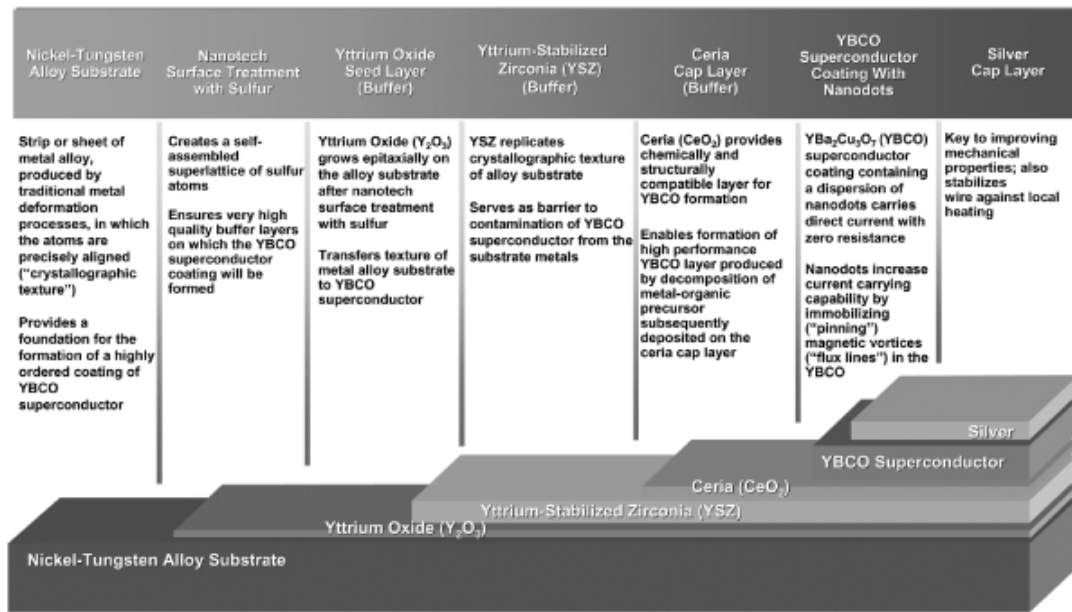 Nickel-Tungsten
Alloy Substrate
Nanotech
Surface Treatment
with Sulfur
Yttrium Oxide
Seed Layer
(Buffer)
Yttrium-Stabilized
Zirconia (YSZ)
(Buffer)
Ceria
Cap Layer
(Buffer)
YBCO
Superconductor
Coating With
Nanodots
Silver
Cap Layer
Strip or sheet of
metal alloy,
produced by
traditional metal
deformation
processes, in which
the atoms are
precisely aligned
("crystallographic
texture")
Provides a
foundation for the
formation of a highly
ordered coating of
YBCO
superconductor
Creates a self-
assembled
superlattice of sulfur
atoms
Ensures very high
quality buffer layers
on which the YBCO
superconductor
coating will be
formed
Yttrium Oxide (Y₂O₃)
grows epitaxially on
the alloy substrate
after nanotech
surface treatment
with sulfur
Transfers texture of
metal alloy substrate
to YBCO
superconductor
YSZ replicates
crystallographic texture
of alloy substrate
Serves as barrier to
contamination of YBCO
superconductor from the
substrate metals
Ceria (CeO₂) provides
chemically and
structurally
compatible layer for
YBCO formation
Enables formation of
high performance
YBCO layer produced
by decomposition of
metal-organic
precursor
subsequently
deposited on the
ceria cap layer
YBa₂Cu₃O₇ (YBCO)
superconductor
coating containing
a dispersion of
nanodots carries
direct current with
zero resistance
Nanodots increase
current carrying
capability by
immobilizing
("pinning")
magnetic vortices
("flux lines") in the
YBCO
Key to improving
mechanical
properties; also
stabilizes
wire against local
heating
Silver
YBCO Superconductor
Ceria (CeO₂)
Yttrium-Stabilized Zirconia (YSZ)
Yttrium Oxide (Y₂O₃)
Nickel-Tungsten Alloy Substrate